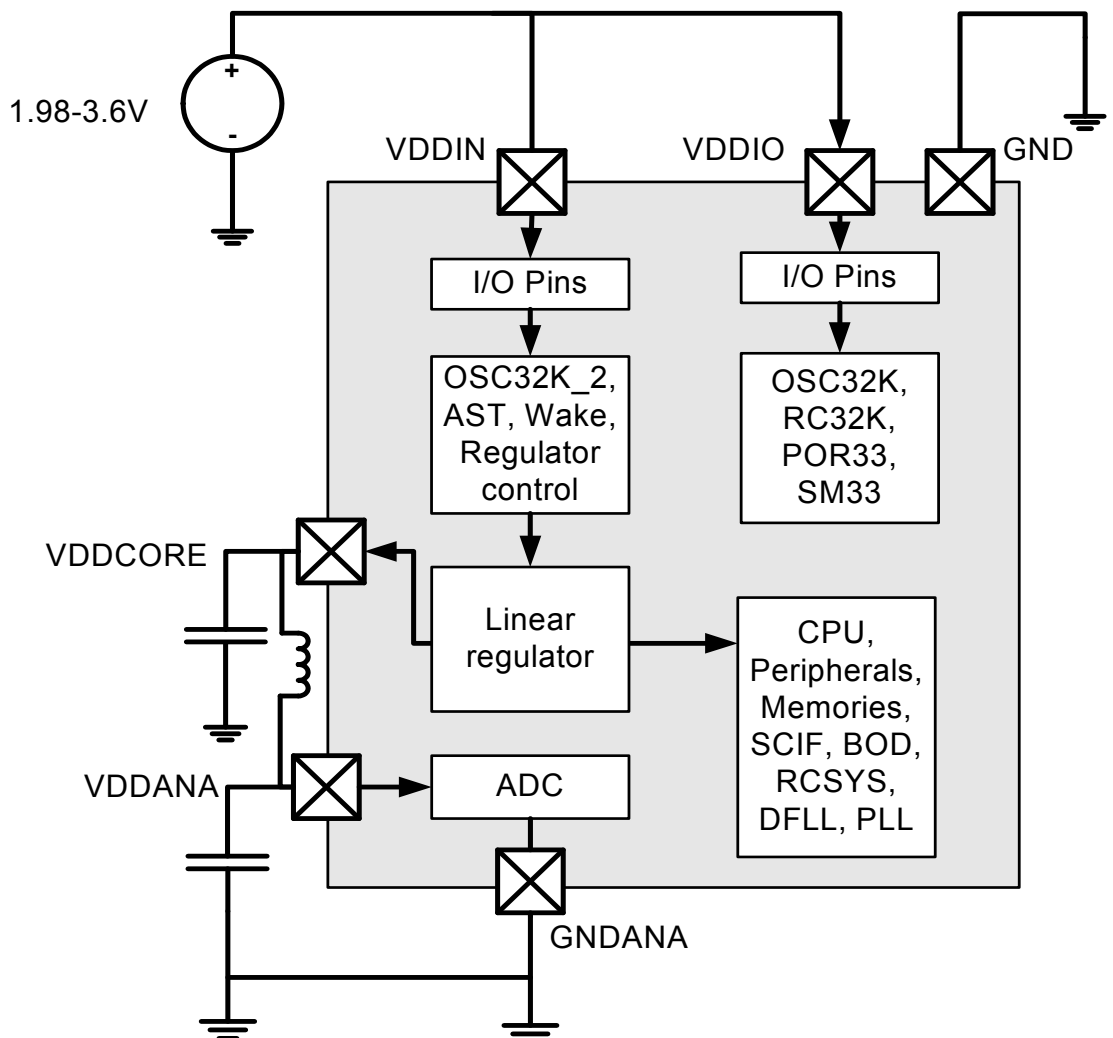 +
1.98-3.6V
-
VDDIN
VDDIO
GND
I/O Pins
I/O Pins
OSC32K_2,
AST, Wake,
Regulator
control
OSC32K,
RC32K,
POR33,
SM33
VDDCORE
Linear
regulator
CPU,
Peripherals,
Memories,
SCIF, BOD,
RCSYS,
DFLL, PLL
VDDANA
ADC
GNDANA